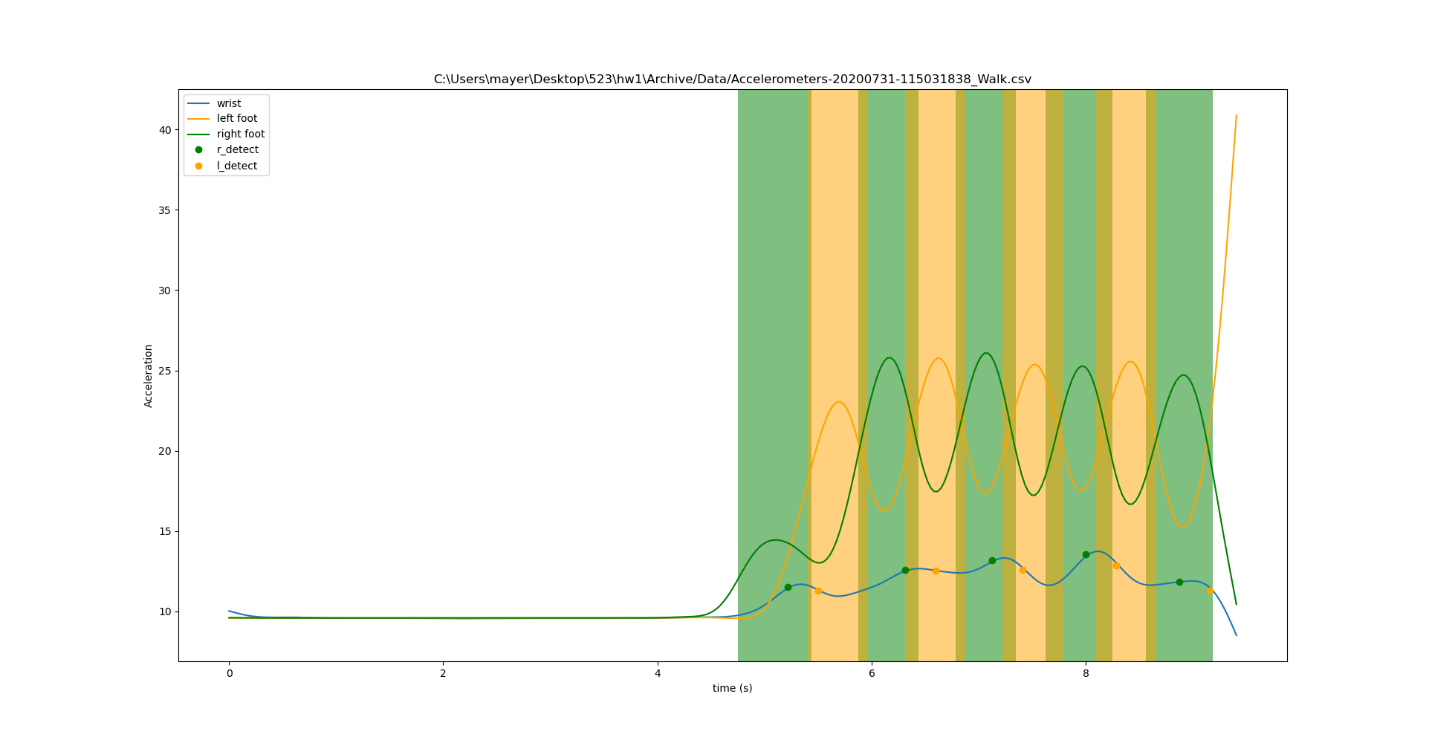 C:\Users\mayer\Desktop\523\hw1\Archive/Data/Accelerometers-20200731-115031838_Walk.csv
wrist
left foot
right foot
r_detect
l_detect
40
35
30
25
20
15
10
Acceleration
0 2 4 6 8
time (s)